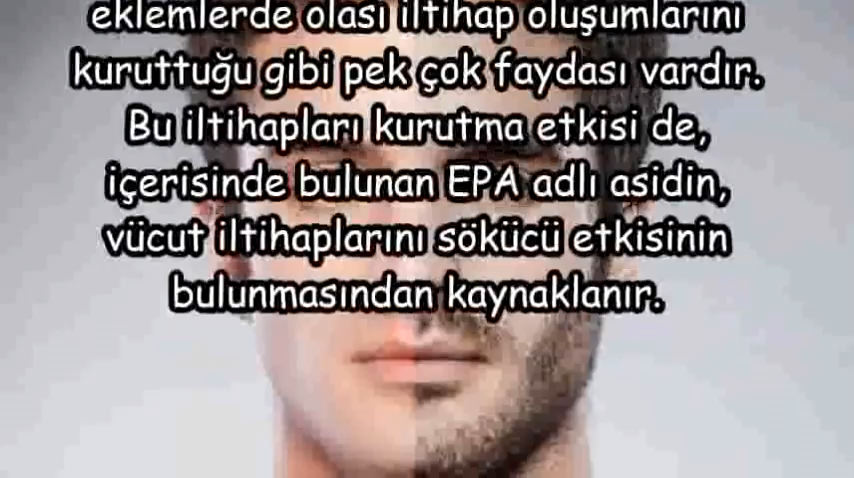 eklemlerde olası iltihap oluşumlarını
kuruttuğu gibi pek çok faydası vardır.
Bu iltihapları kurutma etkisi de,
içerisinde bulunan EPA adlı asidin,
vücut iltihaplarını sökücü etkisinin
bulunmasından kaynaklanır.